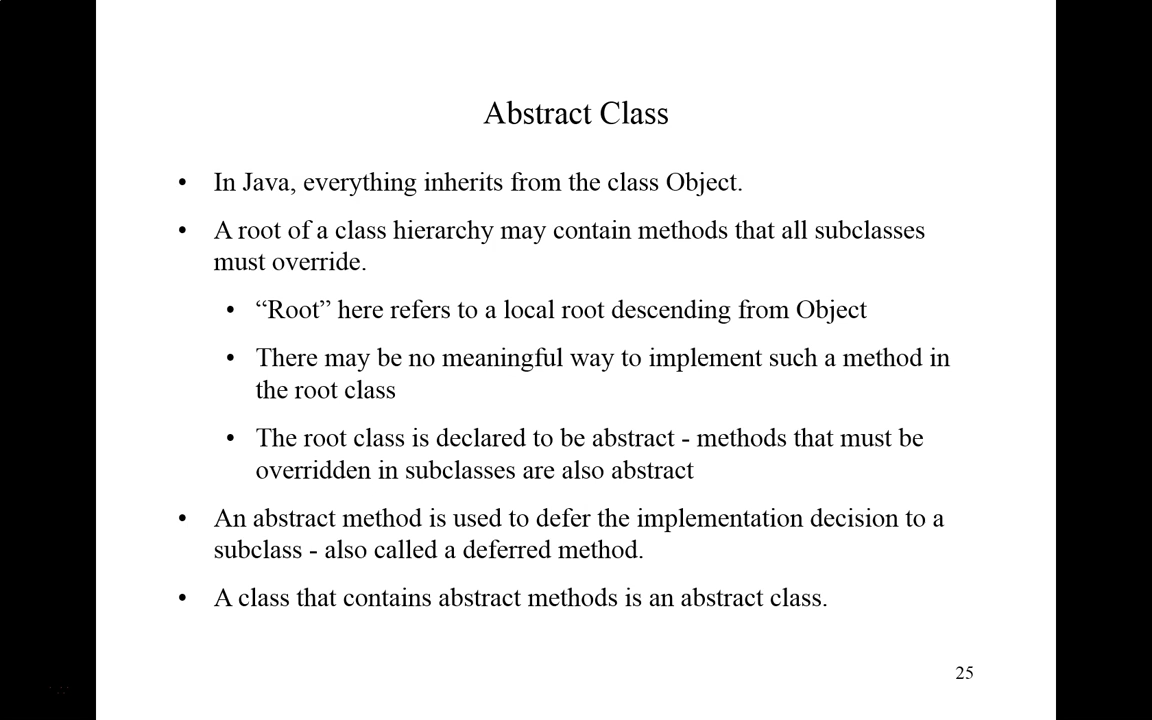 Abstract Class
• In Java, everything inherits from the class Object.
• A root of a class hierarchy may contain methods that all subclasses
must override.
• “Root” here refers to a local root descending from Object
• There may be no meaningful way to implement such a method in
the root class
• The root class is declared to be abstract - methods that must be
overridden in subclasses are also abstract
• An abstract method is used to defer the implementation decision to a
subclass - also called a deferred method.
• A class that contains abstract methods is an abstract class.
25